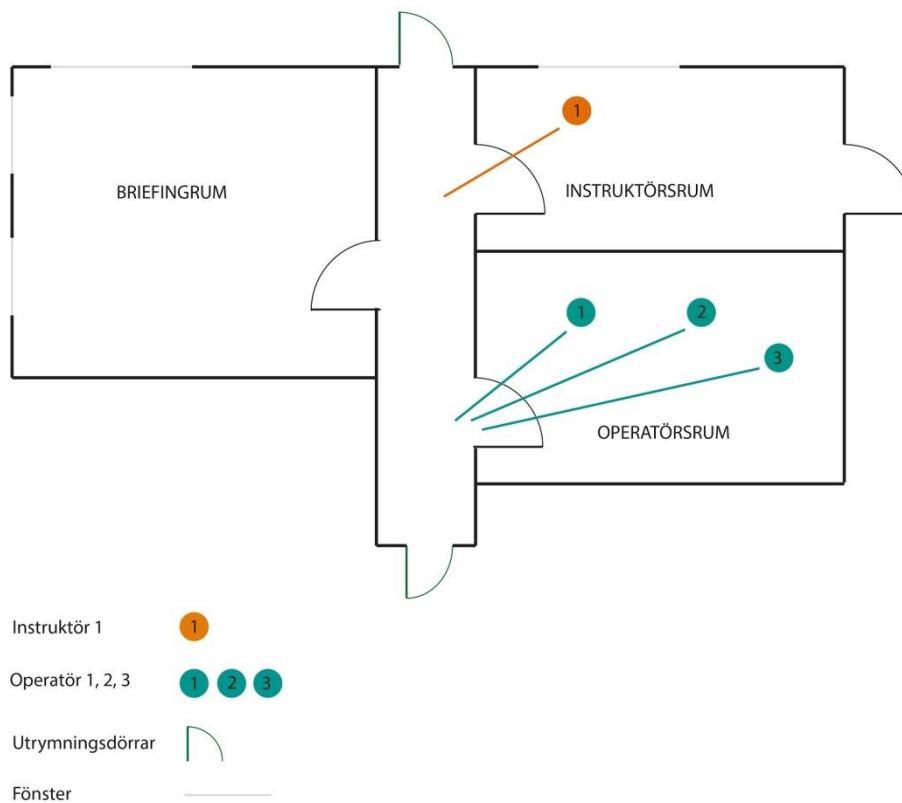 1
BRIEFINGRUM
INSTRUKTÖRSRUM
1
2
3
OPERATÖRSRUM
Instruktör 1 1
Operatör 1, 2, 3 1 2 3
Utrymningsdörrar
Fönster